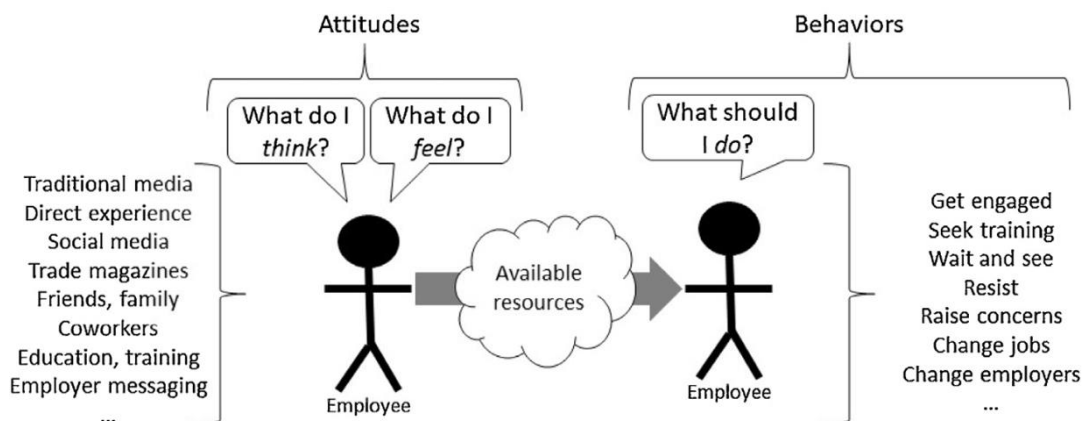 Attitudes
Behaviors
What do I
think?
What do I
feel?
What should
I do?
Traditional media
Direct experience
Social media
Trade magazines
Friends, family
Coworkers
Education, training
Employer messaging
...
Employee
Available
resources
Employee
Get engaged
Seek training
Wait and see
Resist
Raise concerns
Change jobs
Change employers
...